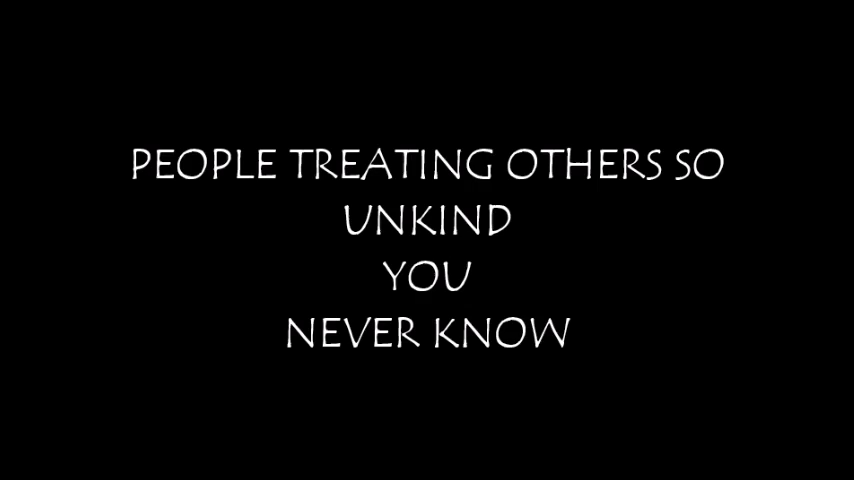 PEOPLE TREATING OTHERS SO
UNKIND
YOU
NEVER KNOW